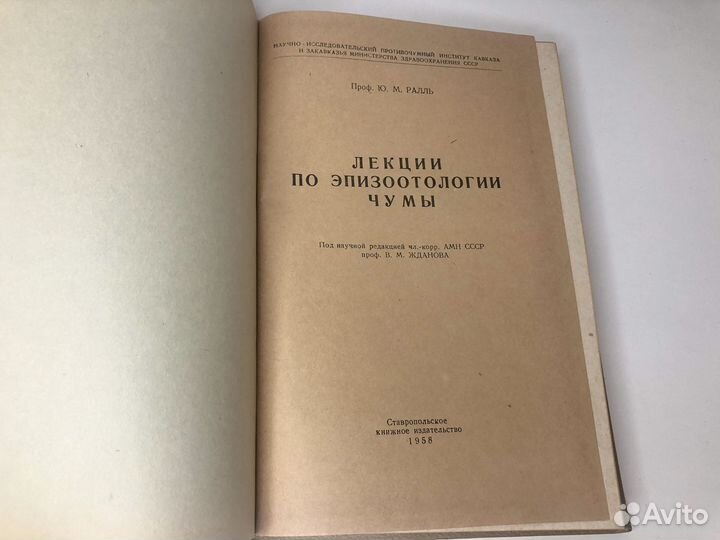 НАУЧНО-ИССЛЕДОВАТЕЛЬСКИЙ ПРОТИВОЧУМНЫЙ ИНСТИТУТ КАВКАЗА
И ЗАКАВКАЗЬЯ МИНИСТЕРСТВА ЗДРАВООХРАНЕНИЯ СССР
Проф. Ю. М. РАЛЛЬ
ЛЕКЦИИ
ПО ЭПИЗООТОЛОГИИ
ЧУМЫ
Под научной редакцией чл.-корр. АМН СССР
проф. В. М. ЖДАНОВА
Ставропольское
книжное издательство
1958
Avito